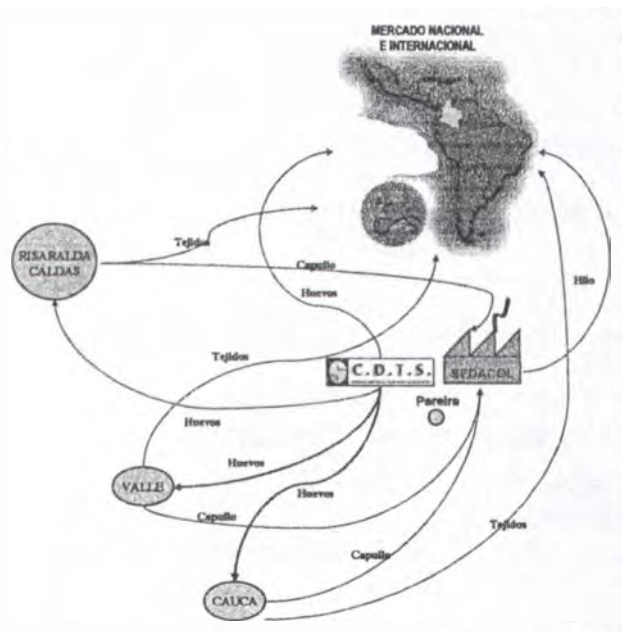 MERCADO NACIONAL
E INTERNACIONAL
Tejidos
RISARALDA
CALDAS
Capullo
Hilo
Huevos
Tejidos
C.D.T.S.
SEDACOL
Pereira
Huevos
Huevos
VALLE
Huevos
Capullo
Tejidos
Capullo
CAUCA